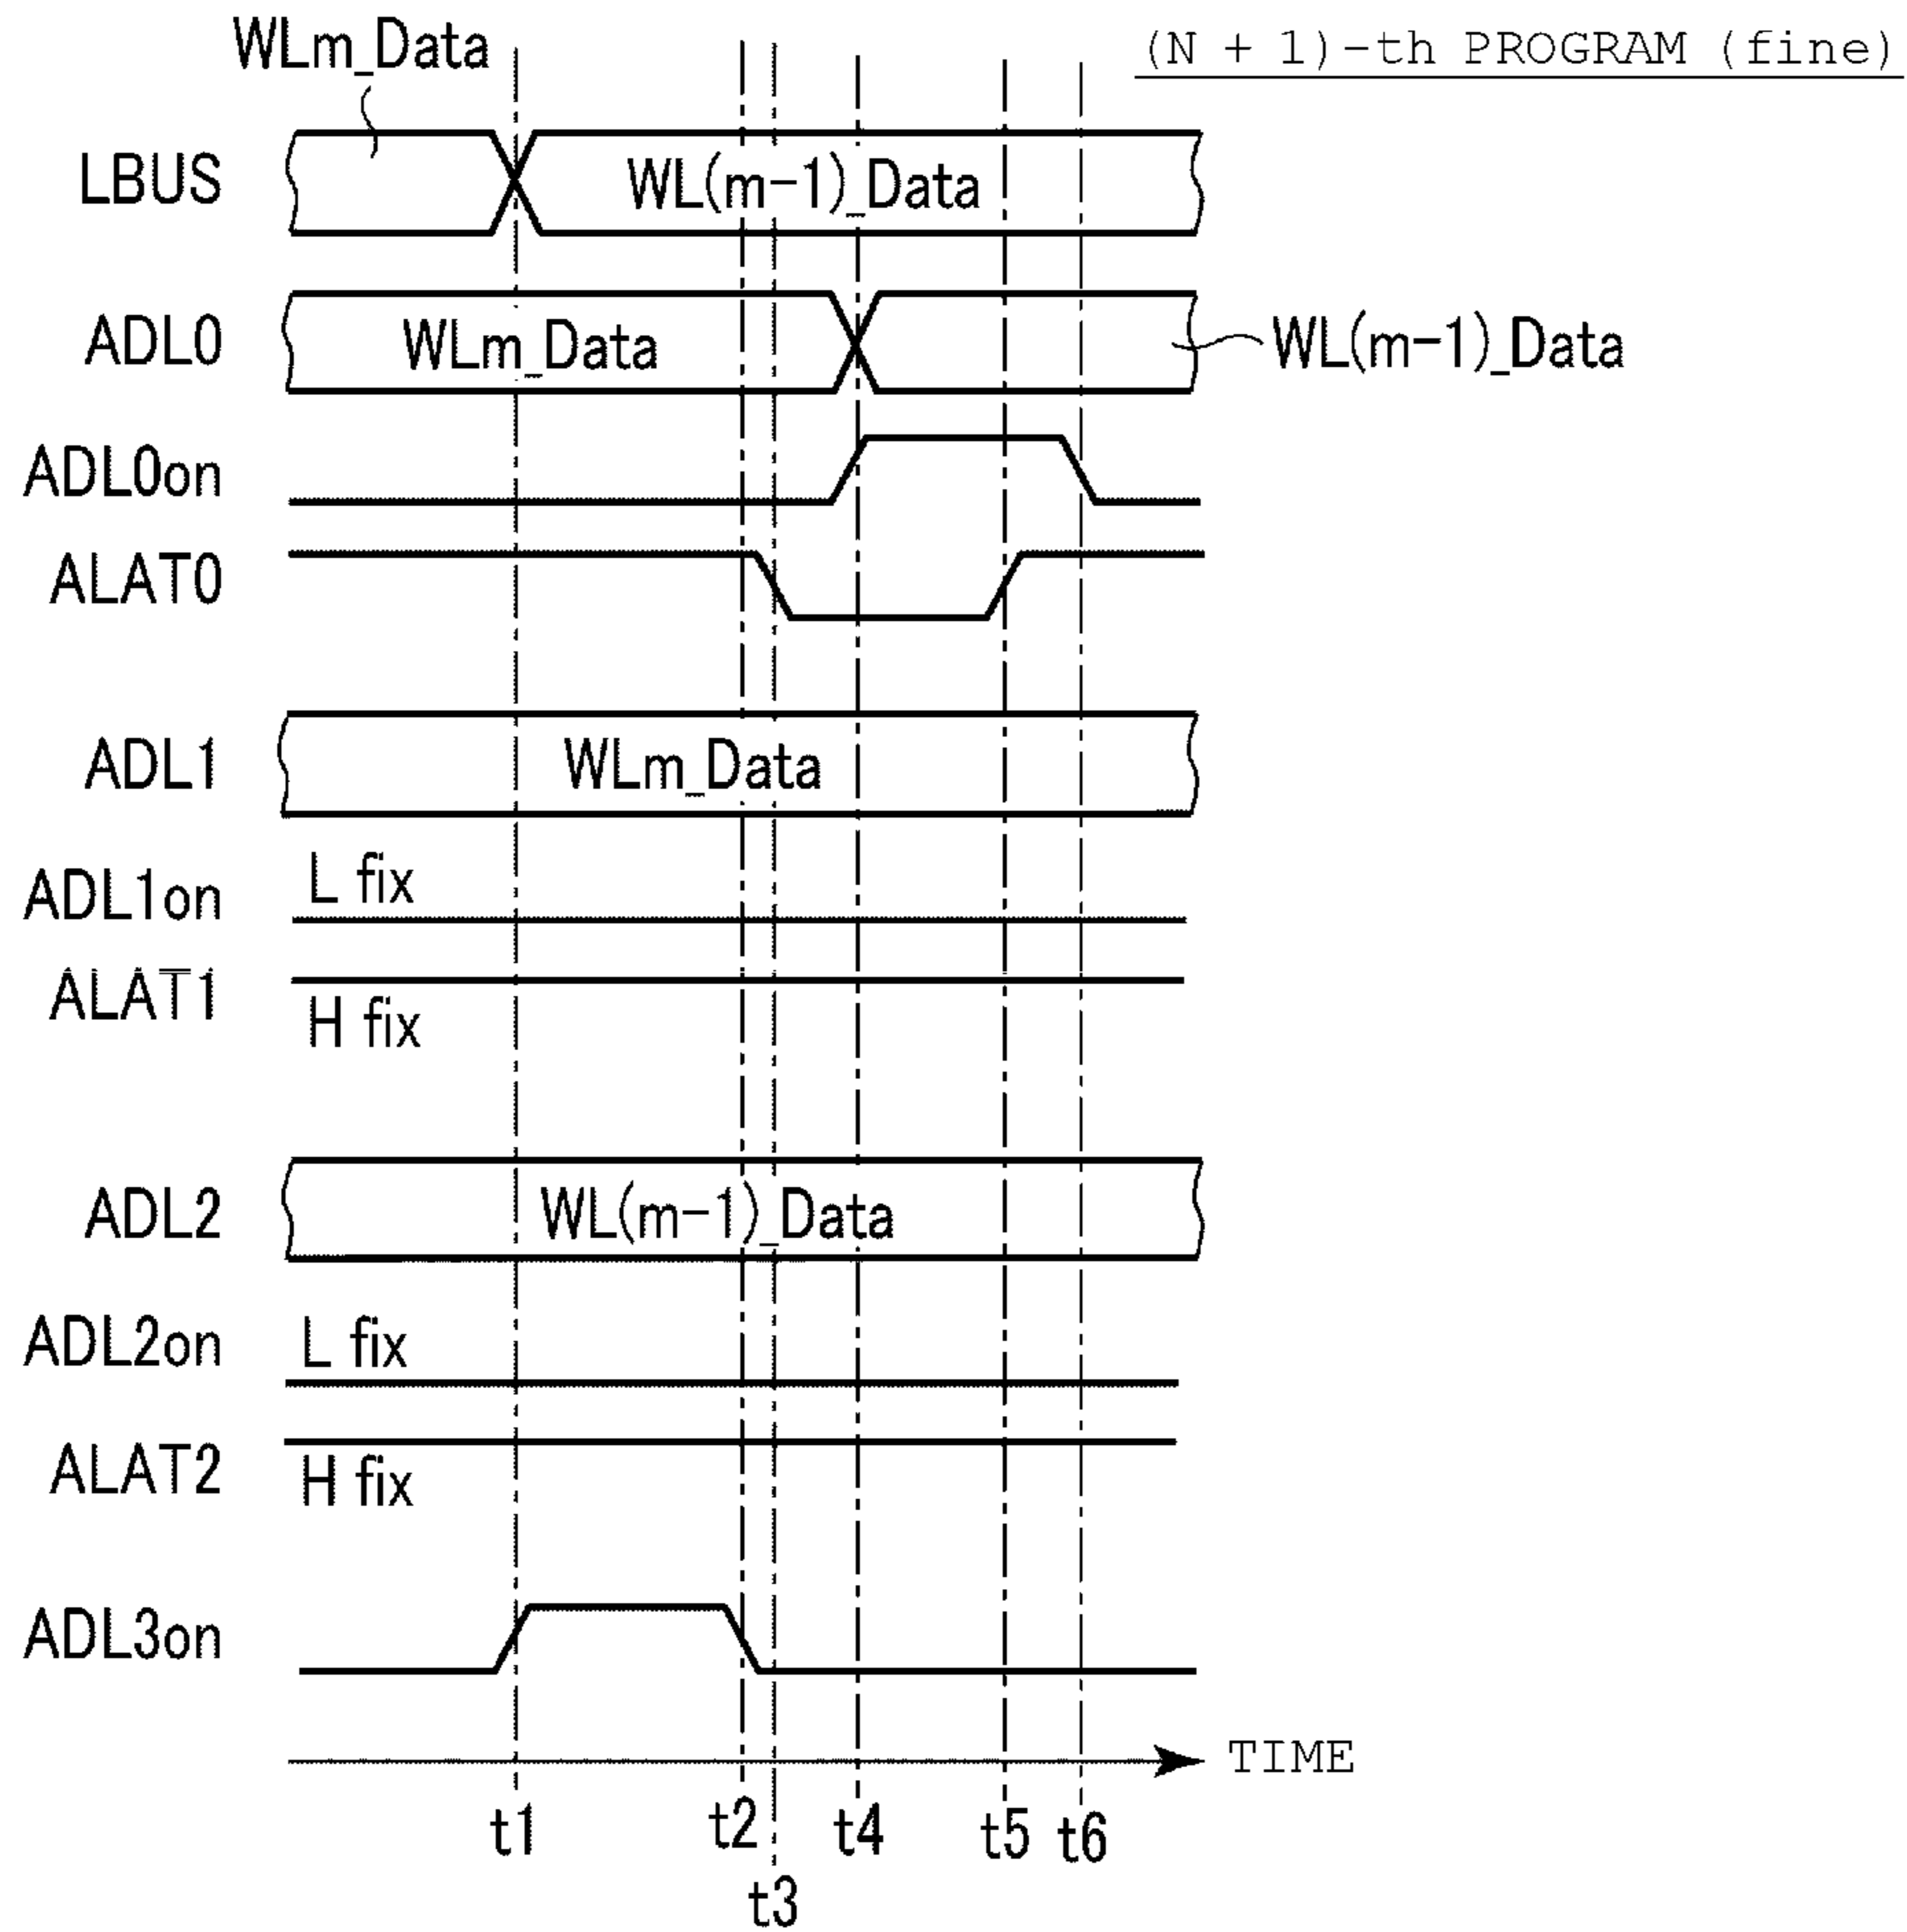 WLm_Data
(N + 1)-th PROGRAM (fine)
LBUS
WL(m-1)_Data
ADL0
WLm_Data
WL(m-1)_Data
ADL0on
ALAT0
ADL1
WLm_Data
ADL1on
L fix
ALAT1
H fix
ADL2
WL(m-1)_Data
ADL2on
L fix
ALAT2
H fix
ADL3on
TIME
t1
t2
t4
t5
t6
t3